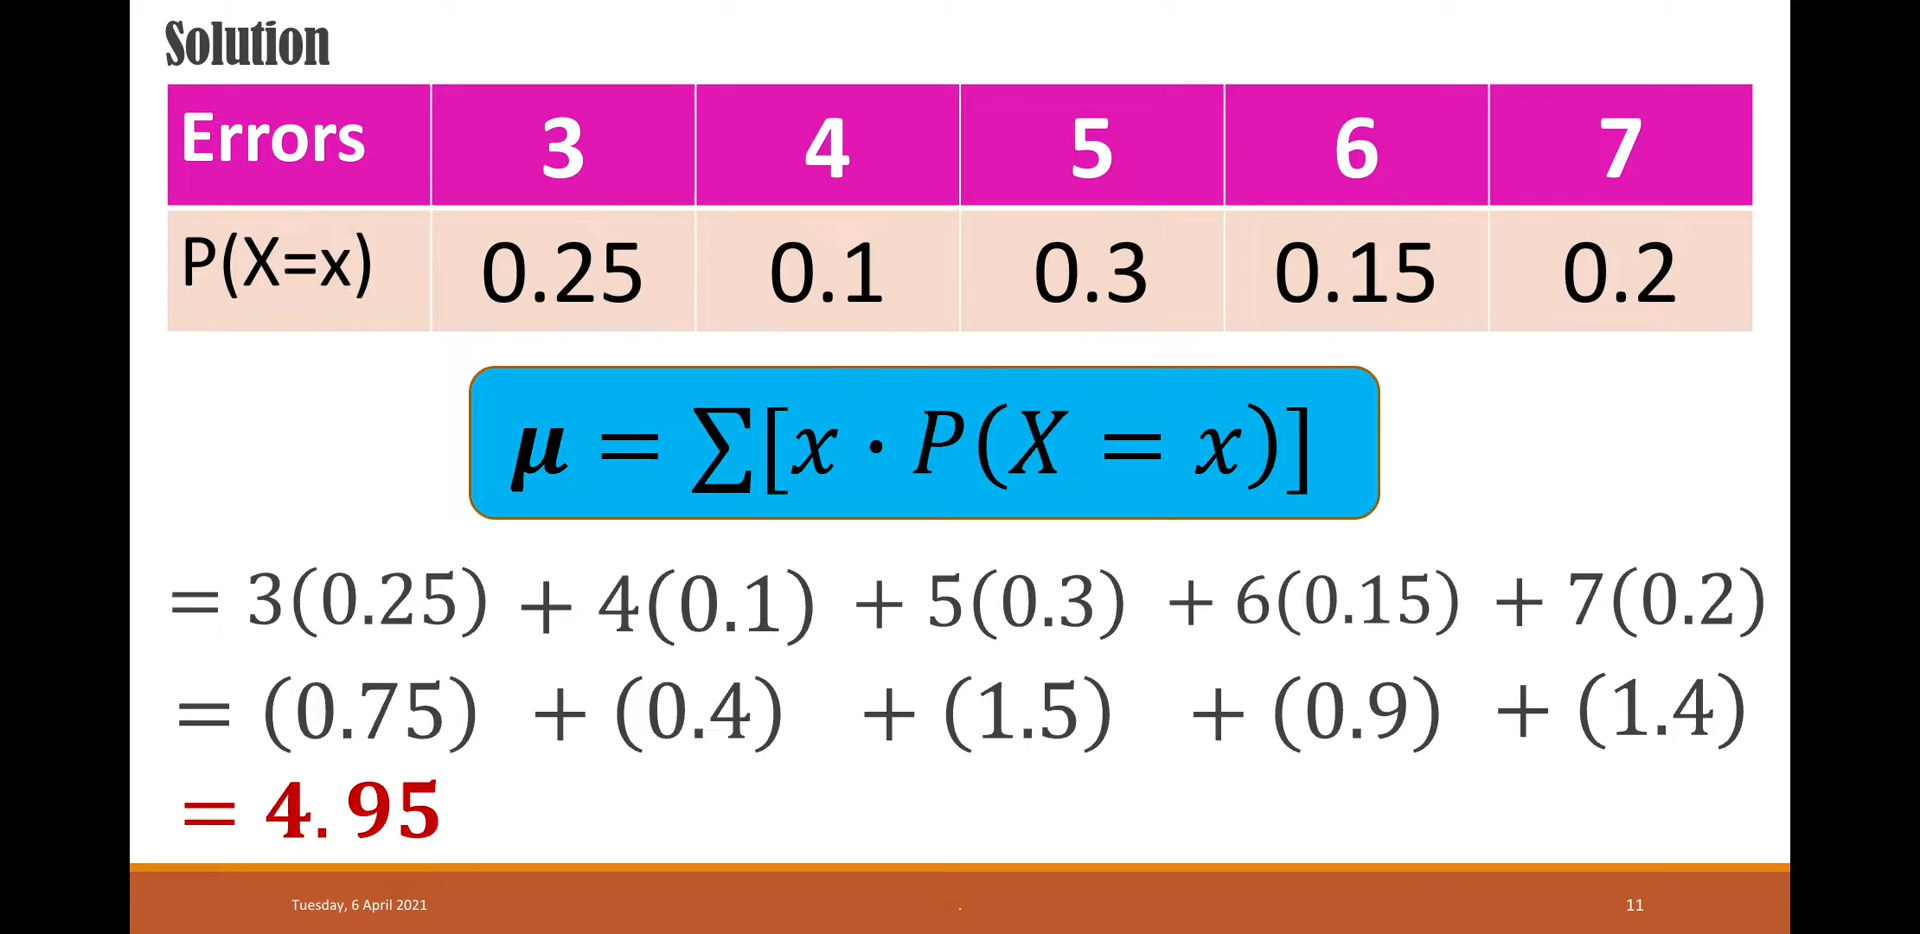 Solution
Errors 3 4 5 6 7
P(X=x) 0.25 0.1 0.3 0.15 0.2
𝝁 = ∑[x · P(X = x)]
= 3(0.25) + 4(0.1) + 5(0.3) + 6(0.15) + 7(0.2)
= (0.75) + (0.4) + (1.5) + (0.9) + (1.4)
= 4.95
Tuesday, 6 April 2021 . 11